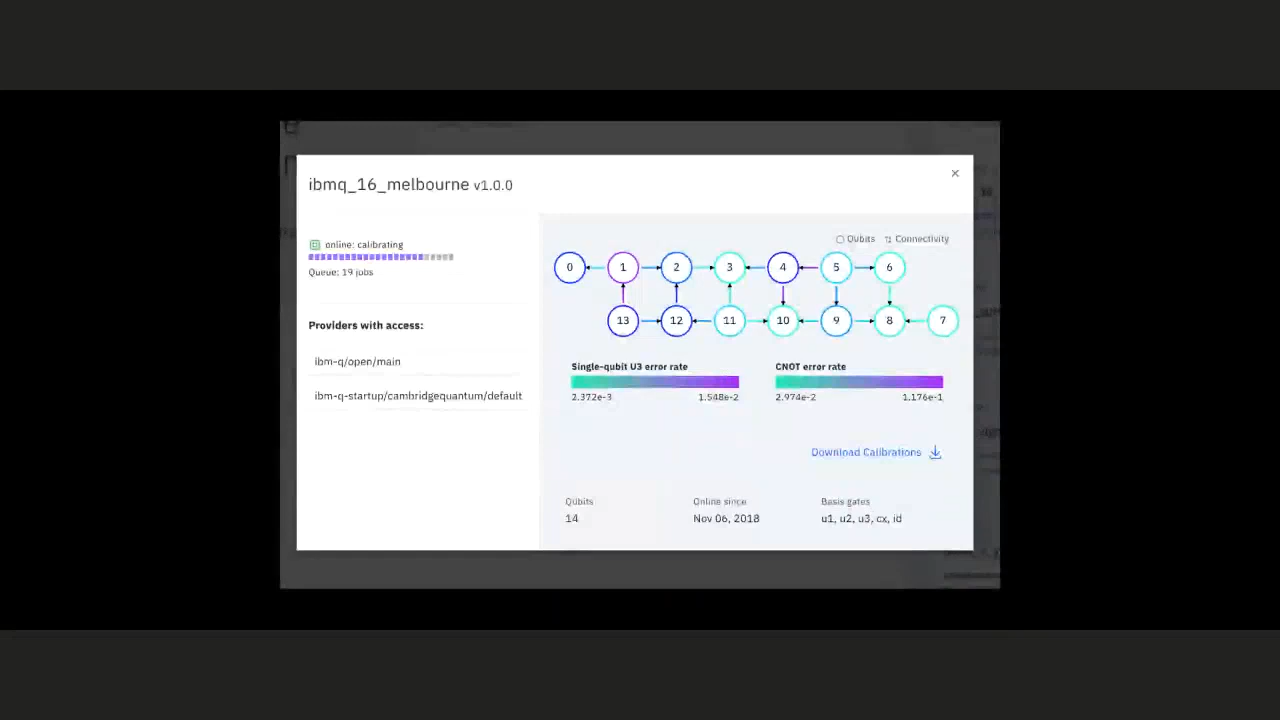 ibmq_16_melbourne v1.0.0
online: calibrating
Queue: 19 jobs
Providers with access:
ibm-q/open/main
ibm-q-startup/cambridgequantum/default
Qubits Connectivity
0 1 2 3 4 5 6
13 12 11 10 9 8 7
Single-qubit U3 error rate
2.372e-3 1.548e-2
CNOT error rate
2.974e-2 1.176e-1
Download Calibrations
Qubits
14
Online since
Nov 06, 2018
Basis gates
u1, u2, u3, cx, id